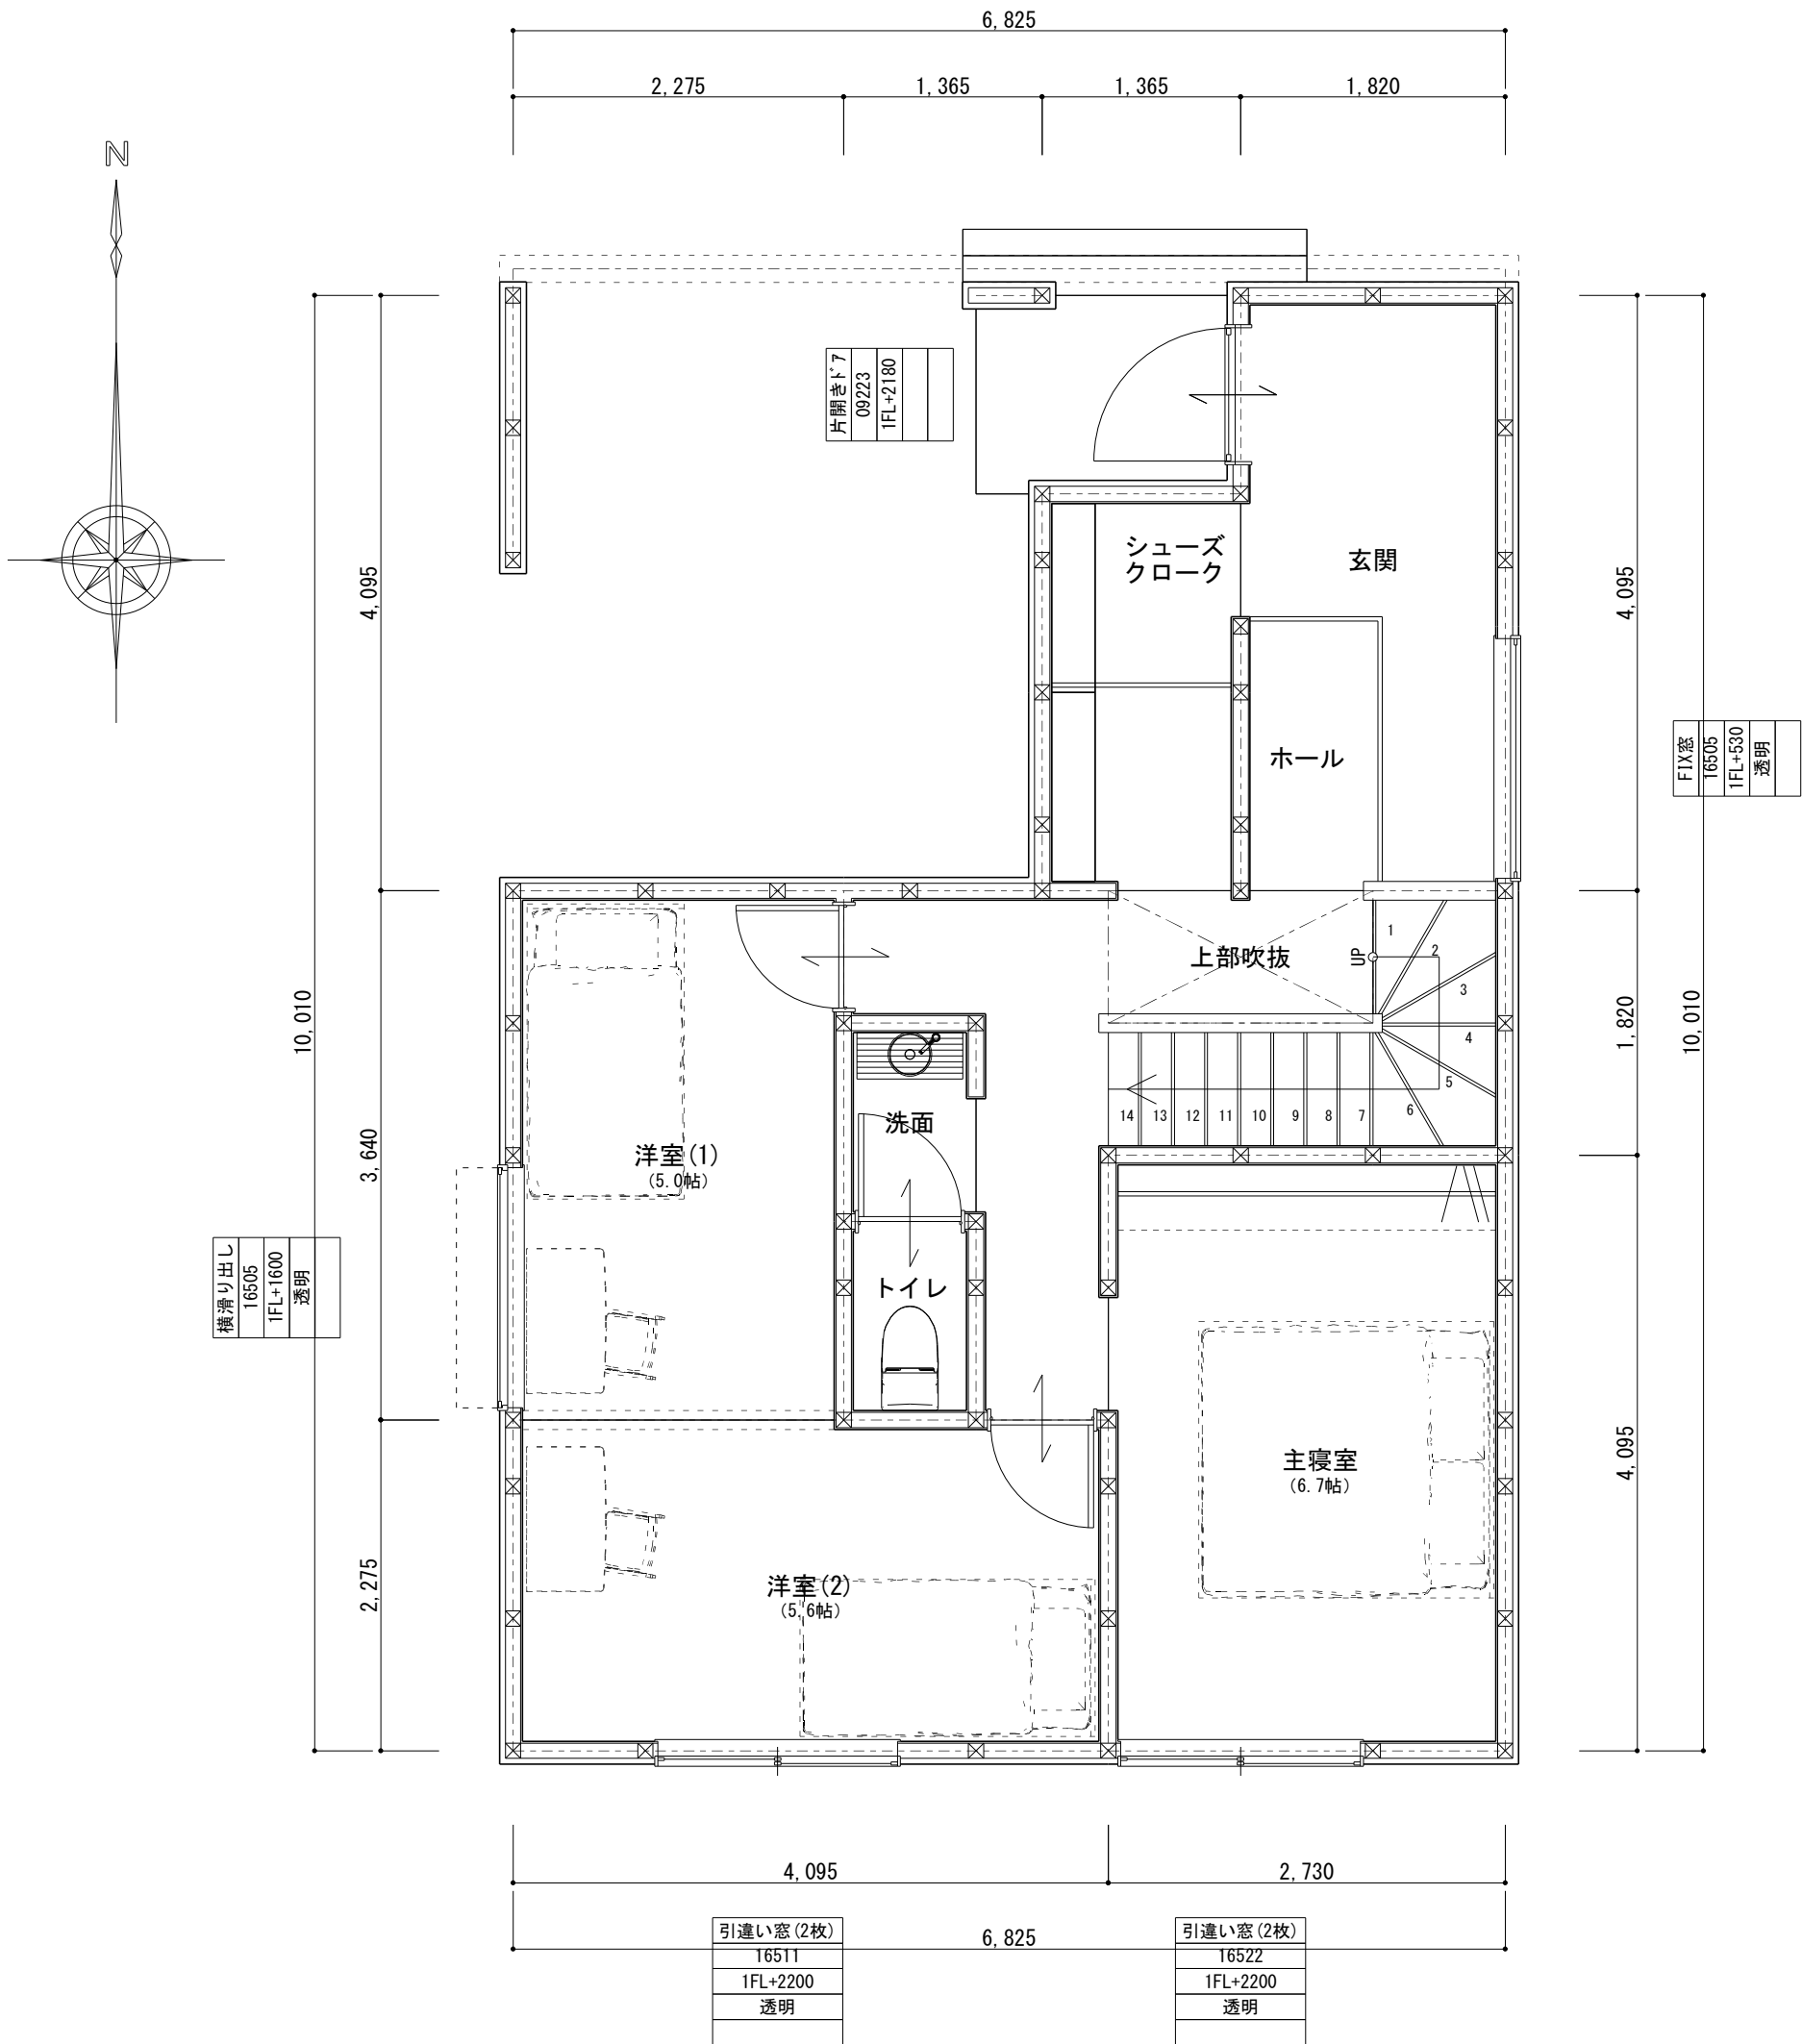 6,825
2,275
1,365
1,365
1,820
N
片開きドア
09223
1FL+2180
シューズ
クローク
玄関
4,095
4,095
ホール
FIX窓
16505
1FL+530
透明
上部吹抜
UP
1
2
3
4
5
6
7
8
9
10
11
12
13
14
10,010
1,820
10,010
洗面
洋室(1)
(5.0帖)
3,640
横滑り出し
16505
1FL+1600
透明
トイレ
主寝室
(6.7帖)
4,095
2,275
洋室(2)
(5.6帖)
4,095
2,730
6,825
引違い窓(2枚)
16511
1FL+2200
透明
引違い窓(2枚)
16522
1FL+2200
透明